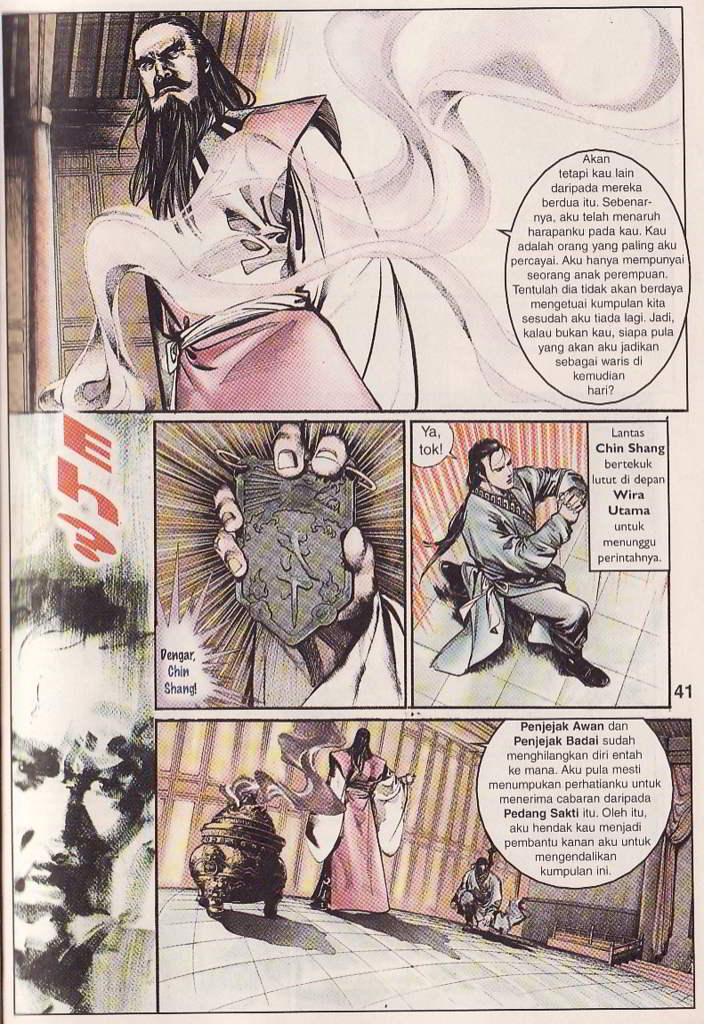 Akan
tetapi kau lain
daripada mereka
berdua itu. Sebenar-
nya, aku telah menaruh
harapanku pada kau. Kau
adalah orang yang paling aku
percayai. Aku hanya mempunyai
seorang anak perempuan.
Tentulah dia tidak akan berdaya
mengetuai kumpulan kita
sesudah aku tiada lagi. Jadi,
kalau bukan kau, siapa pula
yang akan aku jadikan
sebagai waris di
kemudian
hari?
Dengar,
Chin
Shang!
Ya,
tok!
Lantas
Chin Shang
bertekuk
lutut di depan
Wira
Utama
untuk
menunggu
perintahnya.
41
Penjejak Awan dan
Penjejak Badai sudah
menghilangkan diri entah
ke mana. Aku pula mesti
menumpukan perhatianku untuk
menerima cabaran daripada
Pedang Sakti itu. Oleh itu,
aku hendak kau menjadi
pembantu kanan aku untuk
mengendalikan
kumpulan ini.